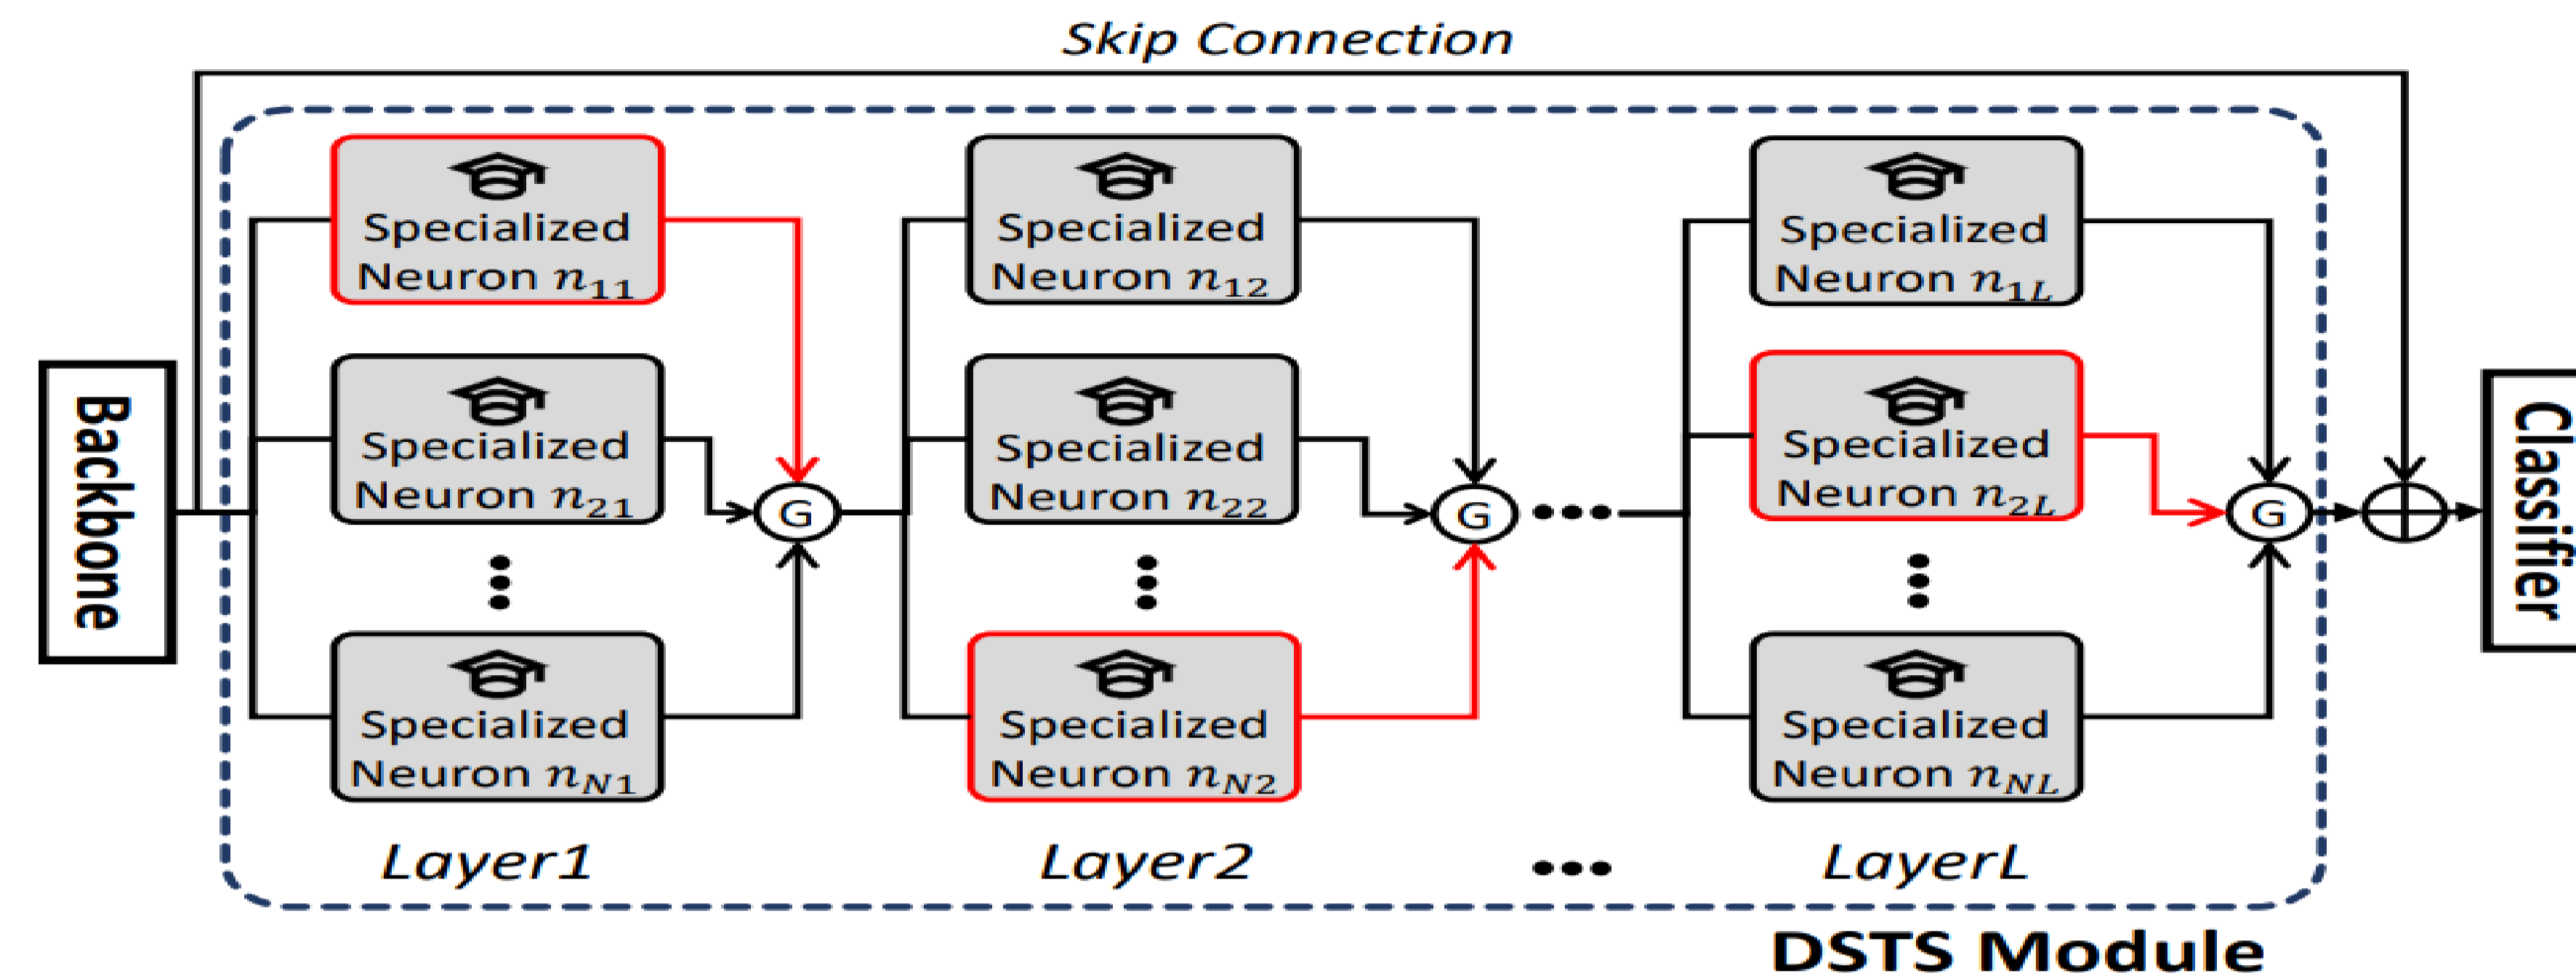 Skip Connection
Backbone
Specialized
Neuron n11
Specialized
Neuron n21
Specialized
Neuron nN1
G
Layer1
Specialized
Neuron n12
Specialized
Neuron n22
Specialized
Neuron nN2
G
Layer2
...
...
Specialized
Neuron n1L
Specialized
Neuron n2L
Specialized
Neuron nNL
G
LayerL
Classifier
DSTS Module